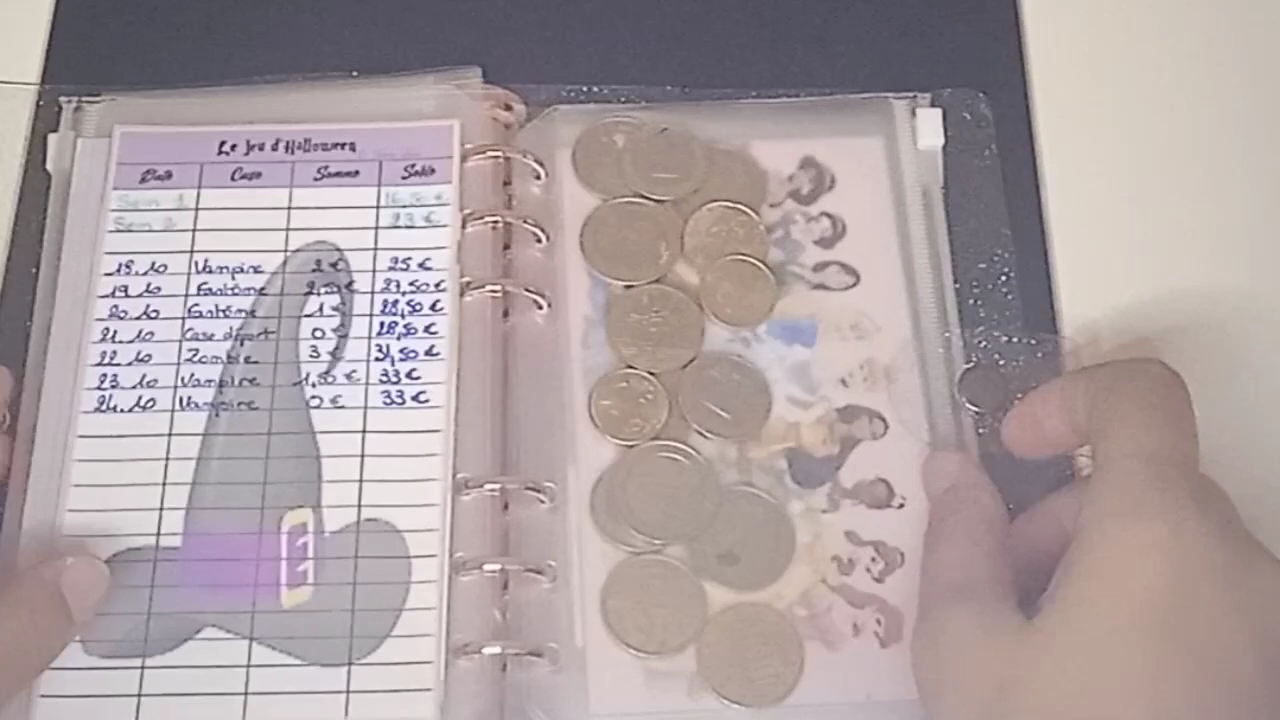 Le Jeu d'Halloween
Date Case Somme Solde
Sem 1 16,50 €
Sem 2 23 €
18.10 Vampire 2 € 25 €
19.10 Fantôme 2,50 € 27,50 €
20.10 Fantôme 1 € 28,50 €
21.10 Case départ 0 € 28,50 €
22.10 Zombie 3 € 31,50 €
23.10 Vampire 1,50 € 33 €
24.10 Vampire 0 € 33 €